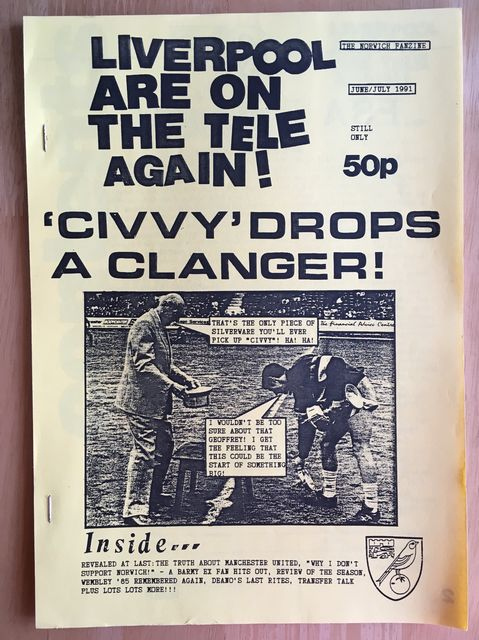 LIVERPOOL
ARE ON
THE TELE
AGAIN!
THE NORWICH FANZINE
JUNE/JULY 1991
STILL
ONLY
50p
'CIVVY' DROPS
A CLANGER!
THAT'S THE ONLY PIECE OF
SILVERWARE YOU'LL EVER
PICK UP "CIVVY"! HA! HA!
Services
The Financial Advice Centre
I WOULDN'T BE TOO
SURE ABOUT THAT
GEOFFREY! I GET
THE FEELING THAT
THIS COULD BE THE
START OF SOMETHING
BIG!
Inside...
REVEALED AT LAST:THE TRUTH ABOUT MANCHESTER UNITED, "WHY I DON'T
SUPPORT NORWICH!" - A BARMY EX FAN HITS OUT, REVIEW OF THE SEASON,
WEMBLEY '85 REMEMBERED AGAIN, DEANO'S LAST RITES, TRANSFER TALK
PLUS LOTS LOTS MORE!!!